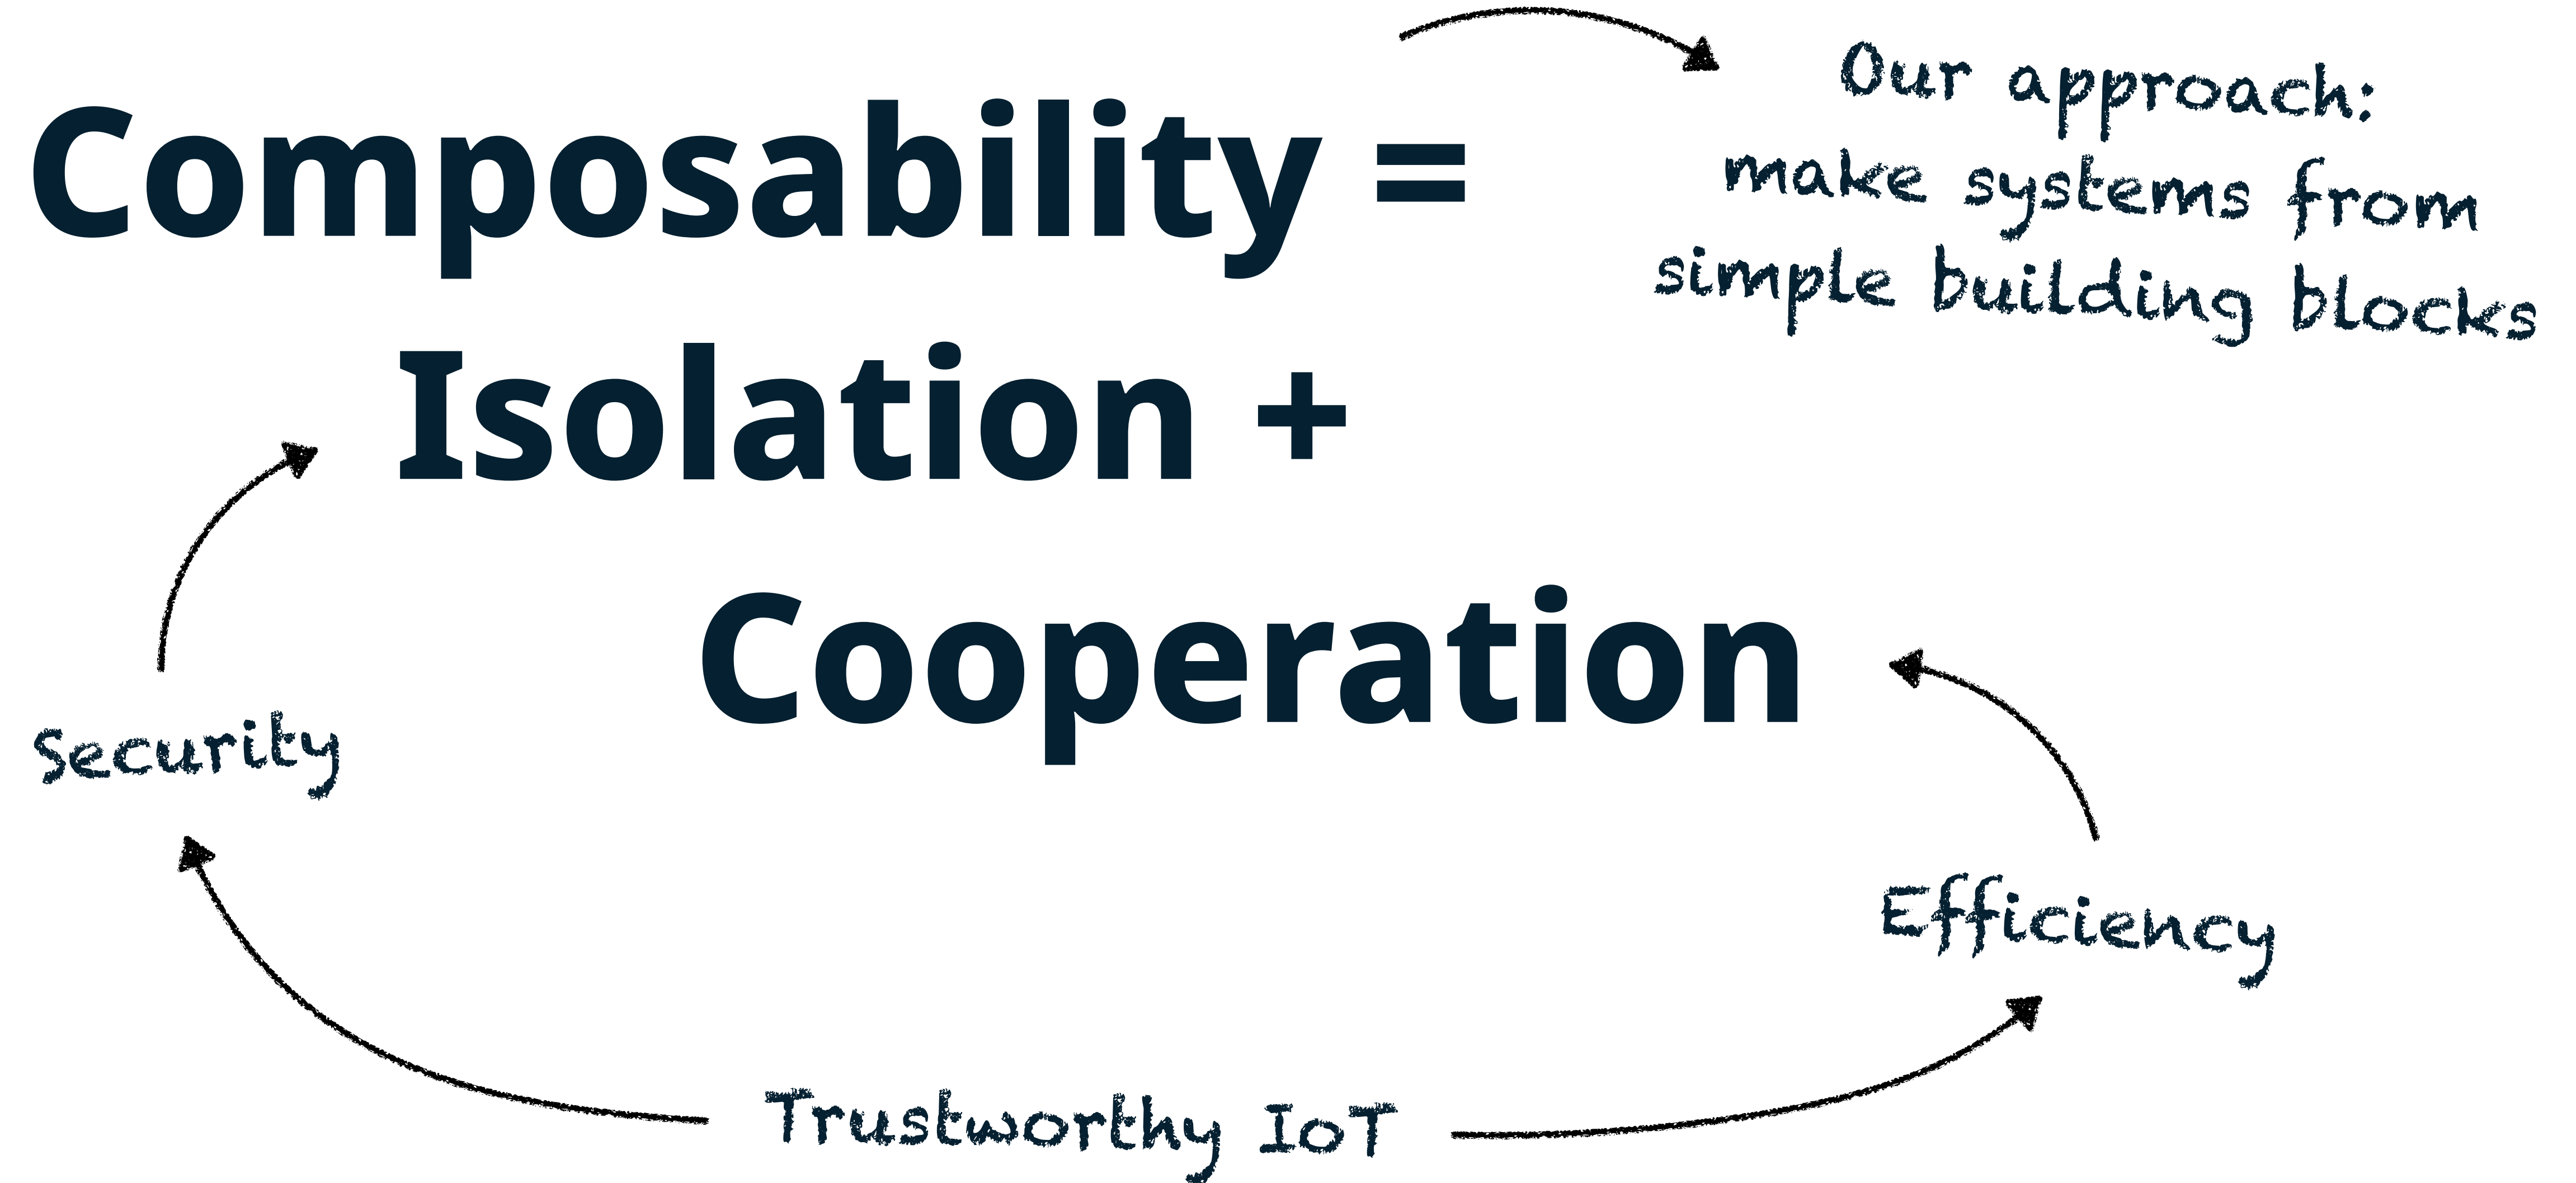 Composability =
Our approach:
make systems from
simple building blocks
Isolation +
Cooperation
Security
Efficiency
Trustworthy IoT